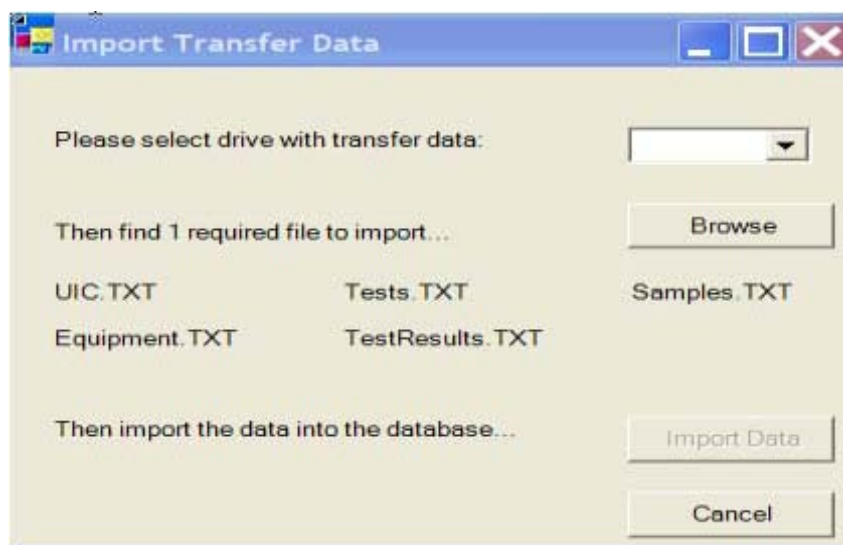 Import Transfer Data
Please select drive with transfer data:
Then find 1 required file to import...
Browse
UIC.TXT Tests.TXT Samples.TXT
Equipment.TXT TestResults.TXT
Then import the data into the database...
Import Data
Cancel